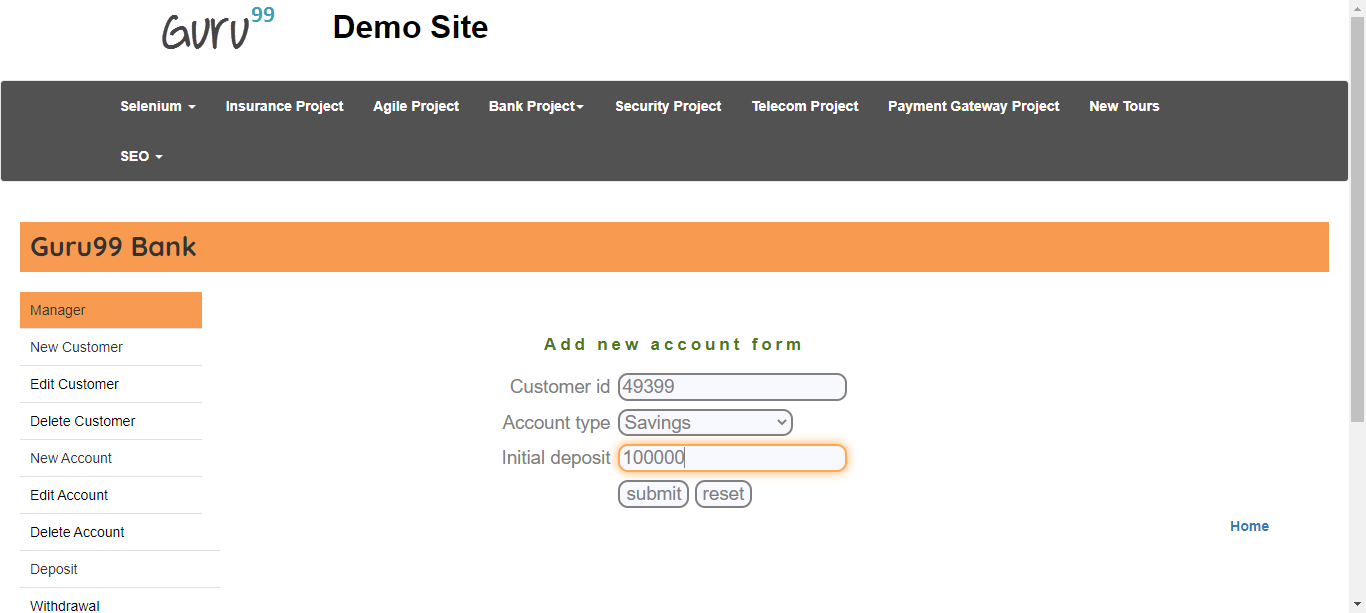 Guru99 Demo Site
Selenium Insurance Project Agile Project Bank Project Security Project Telecom Project Payment Gateway Project New Tours
SEO
Guru99 Bank
Manager
New Customer
Edit Customer
Delete Customer
New Account
Edit Account
Delete Account
Deposit
Withdrawal
Add new account form
Customer id 49399
Account type Savings
Initial deposit 100000
submit reset
Home